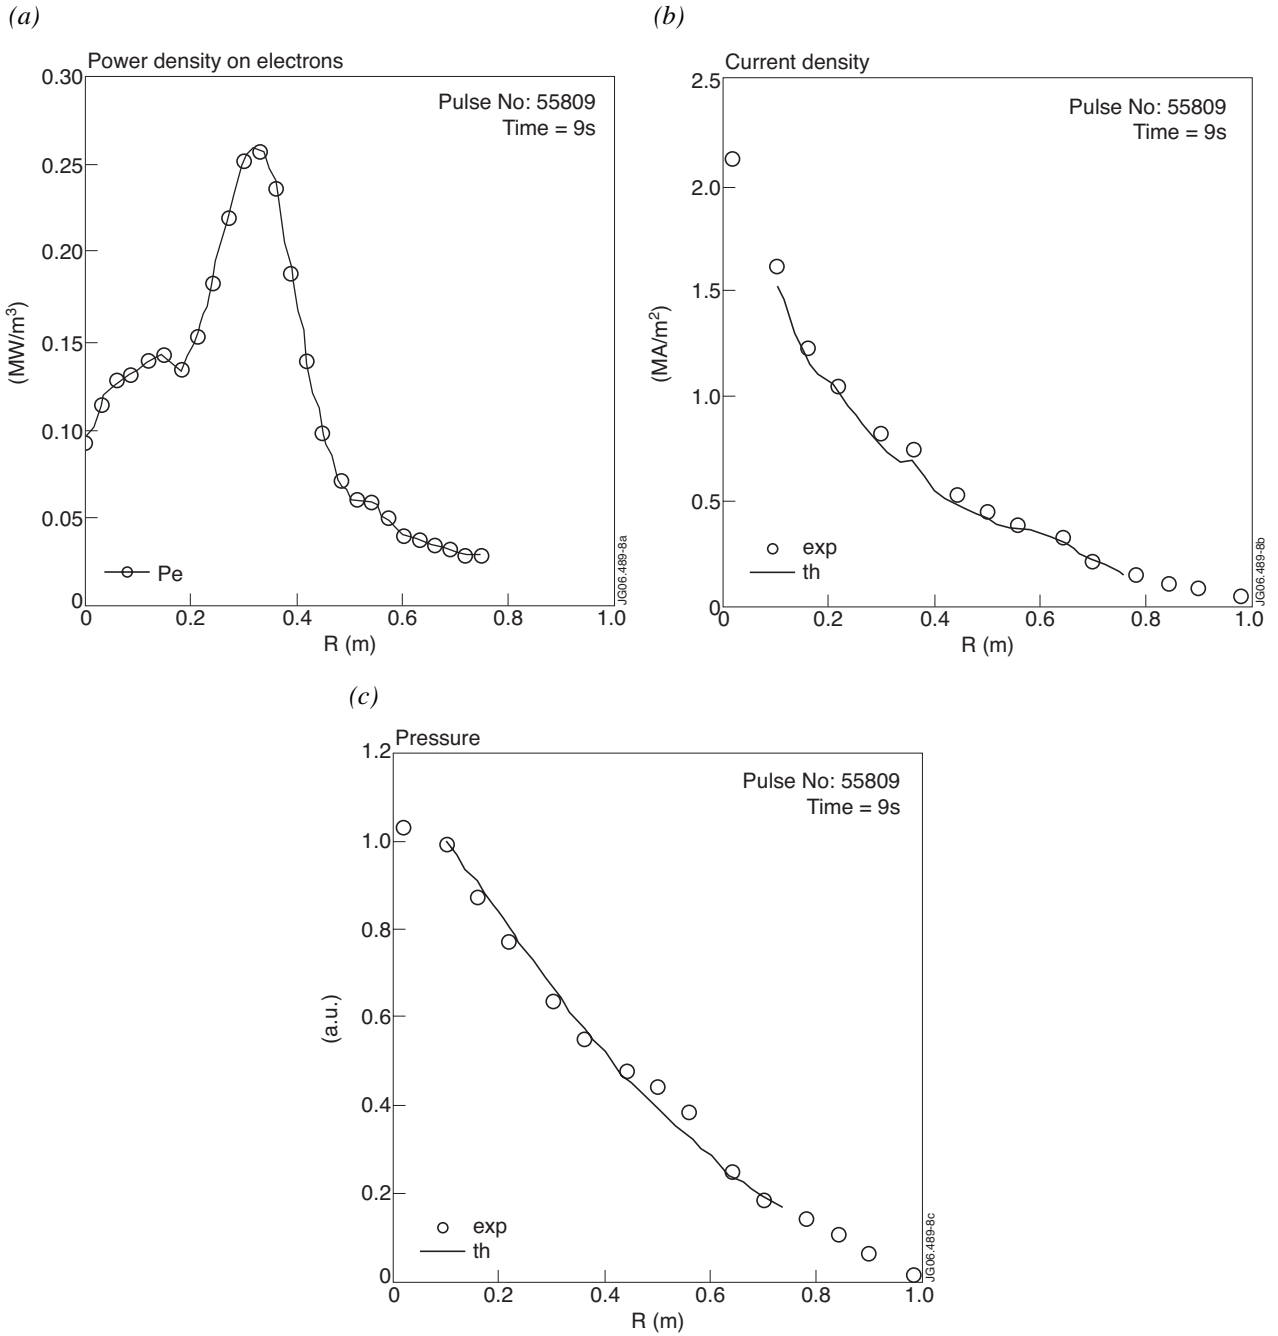 (a)
Power density on electrons
Pulse No: 55809
Time = 9s
0.30
0.25
0.20
0.15
0.10
0.05
0
(MW/m³)
Pe
0
0.2
0.4
0.6
0.8
1.0
R (m)
JG06.489-8a
(b)
Current density
Pulse No: 55809
Time = 9s
2.5
2.0
1.5
1.0
0.5
0
(MA/m²)
exp
th
0
0.2
0.4
0.6
0.8
1.0
R (m)
JG06.489-8b
(c)
Pressure
Pulse No: 55809
Time = 9s
1.2
1.0
0.8
0.6
0.4
0.2
0
(a.u.)
exp
th
0
0.2
0.4
0.6
0.8
1.0
R (m)
JG06.489-8c